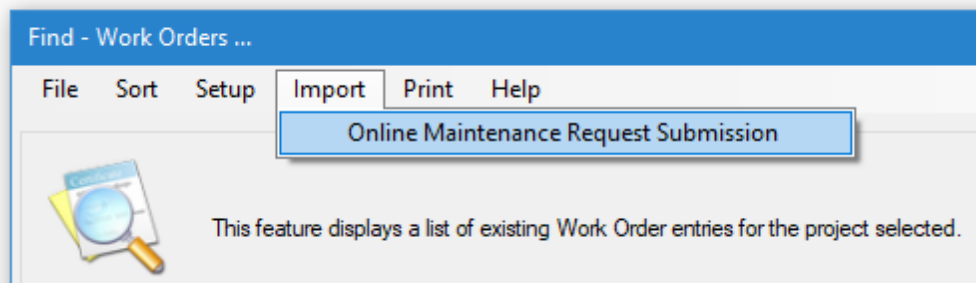 Find - Work Orders ...
File Sort Setup Import Print Help
Online Maintenance Request Submission
Certificate
This feature displays a list of existing Work Order entries for the project selected.